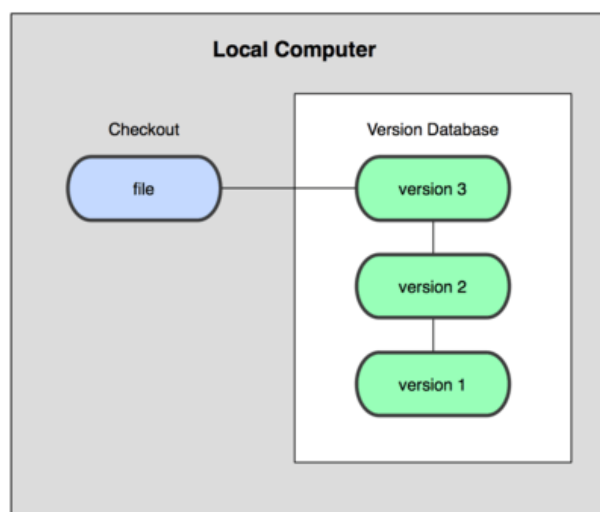 Local Computer
Checkout
Version Database
file
version 3
version 2
version 1